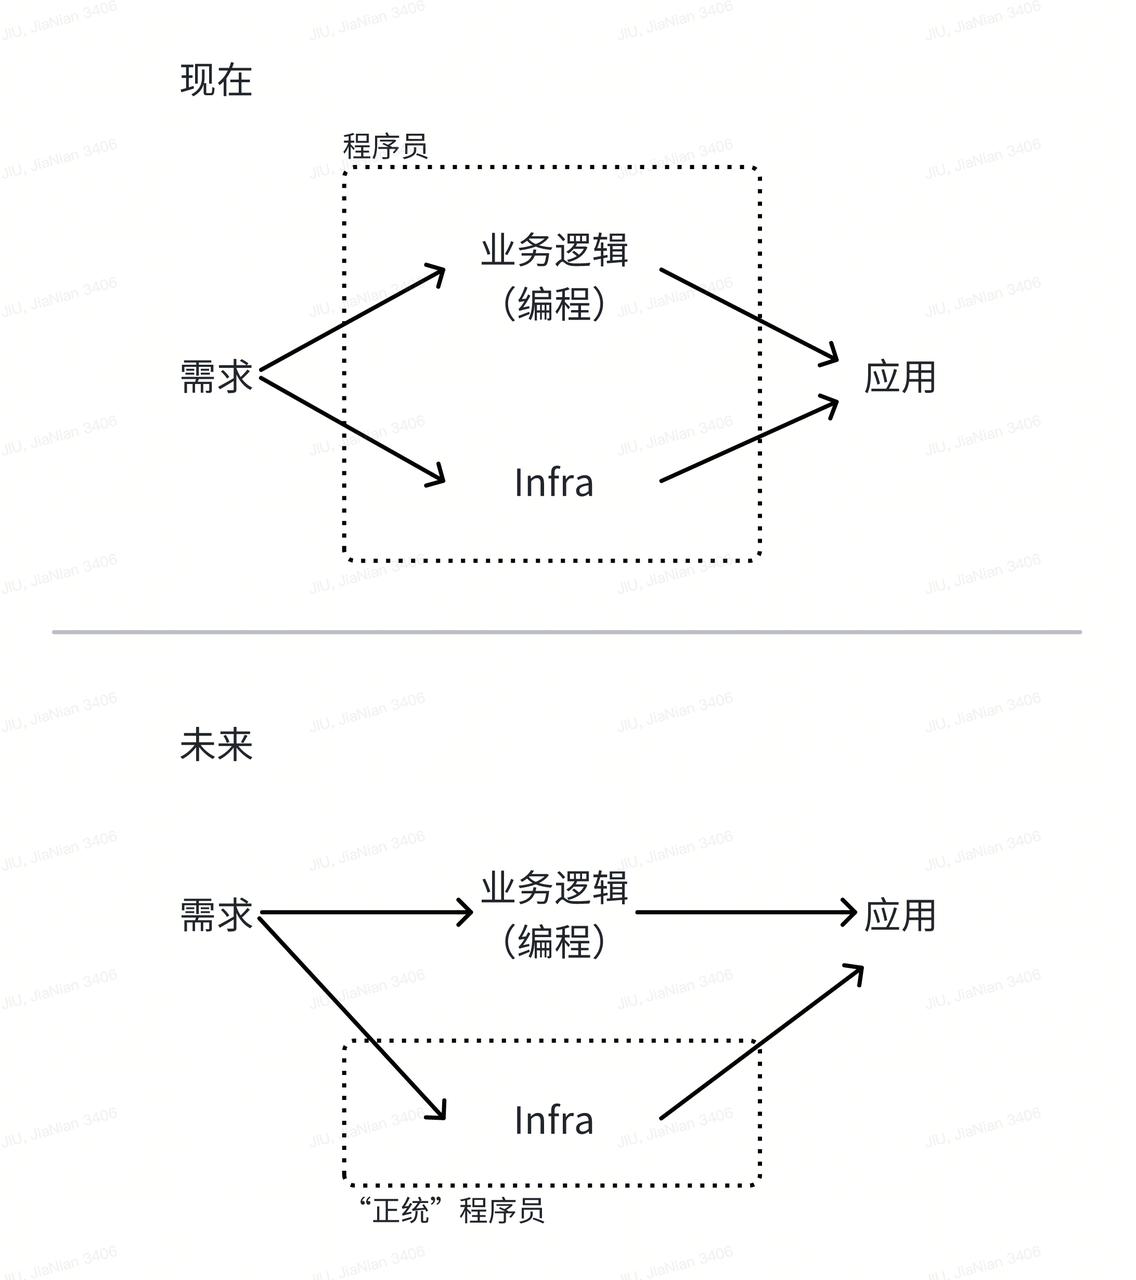 现在
程序员
业务逻辑
（编程）
需求
应用
Infra
未来
业务逻辑
（编程）
需求
应用
Infra
“正统”程序员
JIU, JiaNian 3406